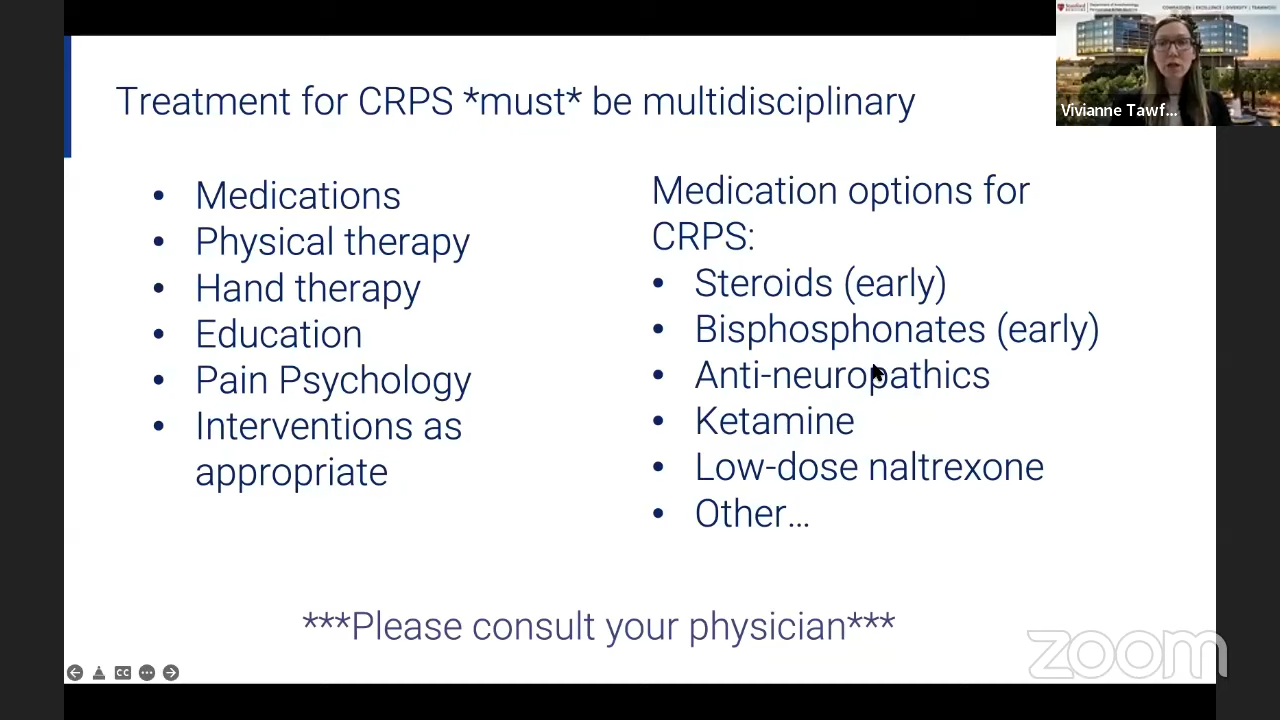 Treatment for CRPS *must* be multidisciplinary
• Medications
• Physical therapy
• Hand therapy
• Education
• Pain Psychology
• Interventions as
appropriate
Medication options for
CRPS:
• Steroids (early)
• Bisphosphonates (early)
• Anti-neuropathics
• Ketamine
• Low-dose naltrexone
• Other...
***Please consult your physician***
Stanford
Vivianne Tawf...
CC
zoom